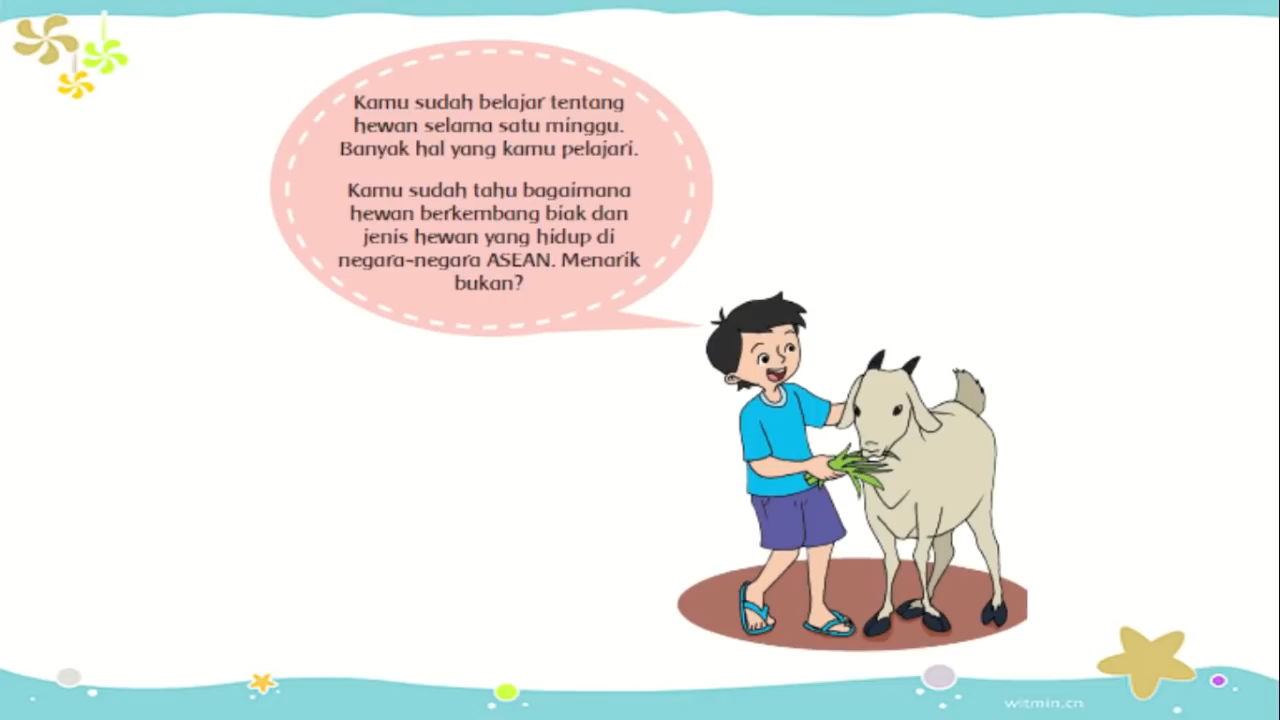 Kamu sudah belajar tentang
hewan selama satu minggu.
Banyak hal yang kamu pelajari.
Kamu sudah tahu bagaimana
hewan berkembang biak dan
jenis hewan yang hidup di
negara-negara ASEAN. Menarik
bukan?
witmin.cn